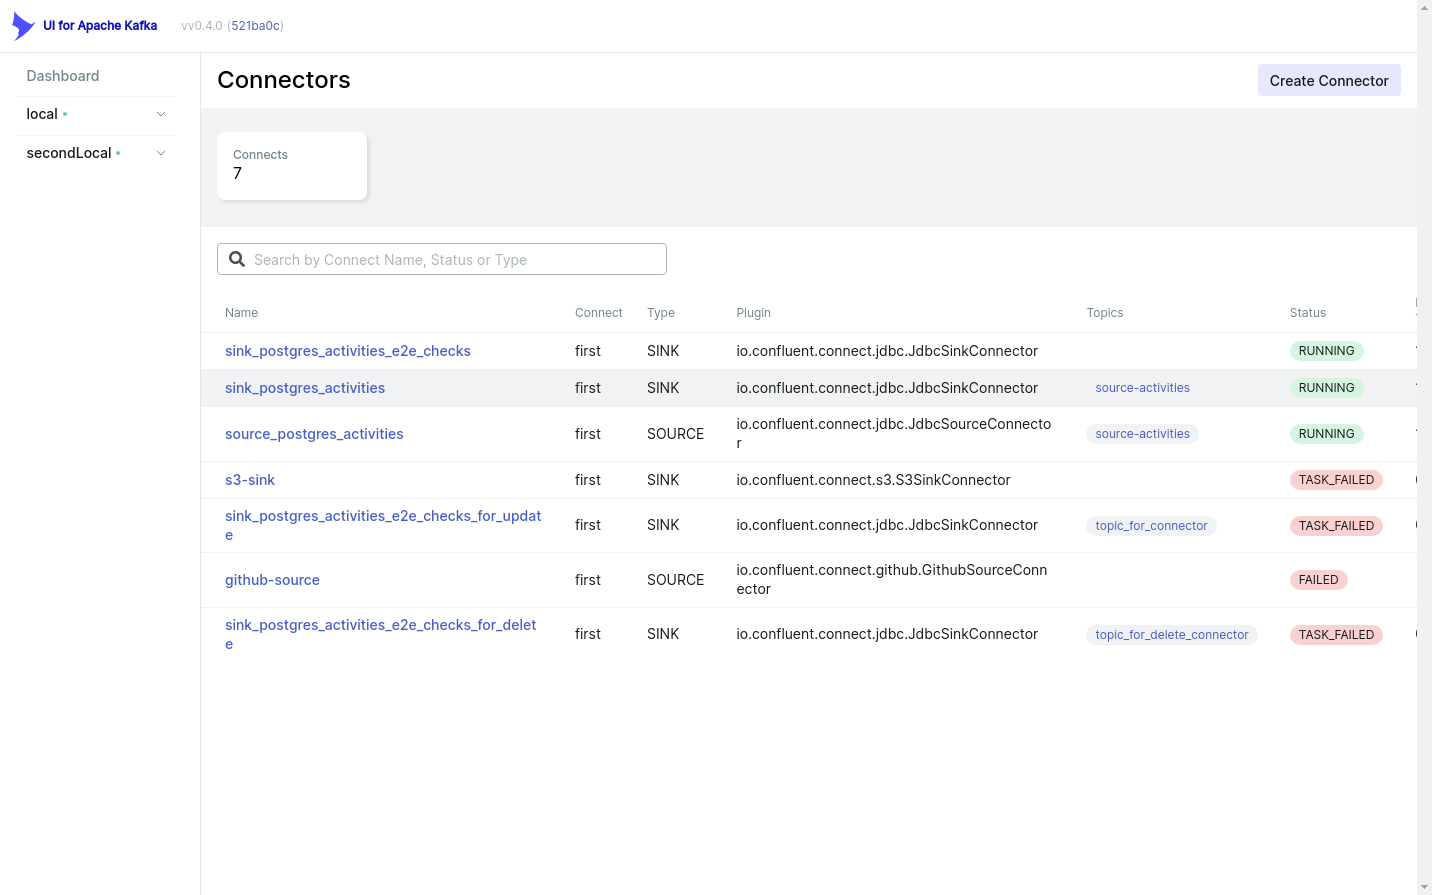 UI for Apache Kafka vv0.4.0 (521ba0c)
Dashboard
local
secondLocal
Connectors
Create Connector
Connects
7
Search by Connect Name, Status or Type
Name Connect Type Plugin Topics Status
sink_postgres_activities_e2e_checks first SINK io.confluent.connect.jdbc.JdbcSinkConnector RUNNING
sink_postgres_activities first SINK io.confluent.connect.jdbc.JdbcSinkConnector source-activities RUNNING
source_postgres_activities first SOURCE io.confluent.connect.jdbc.JdbcSourceConnecto source-activities RUNNING
r
s3-sink first SINK io.confluent.connect.s3.S3SinkConnector TASK_FAILED
sink_postgres_activities_e2e_checks_for_updat first SINK io.confluent.connect.jdbc.JdbcSinkConnector topic_for_connector TASK_FAILED
e
github-source first SOURCE io.confluent.connect.github.GithubSourceConn FAILED
ector
sink_postgres_activities_e2e_checks_for_delet first SINK io.confluent.connect.jdbc.JdbcSinkConnector topic_for_delete_connector TASK_FAILED
e